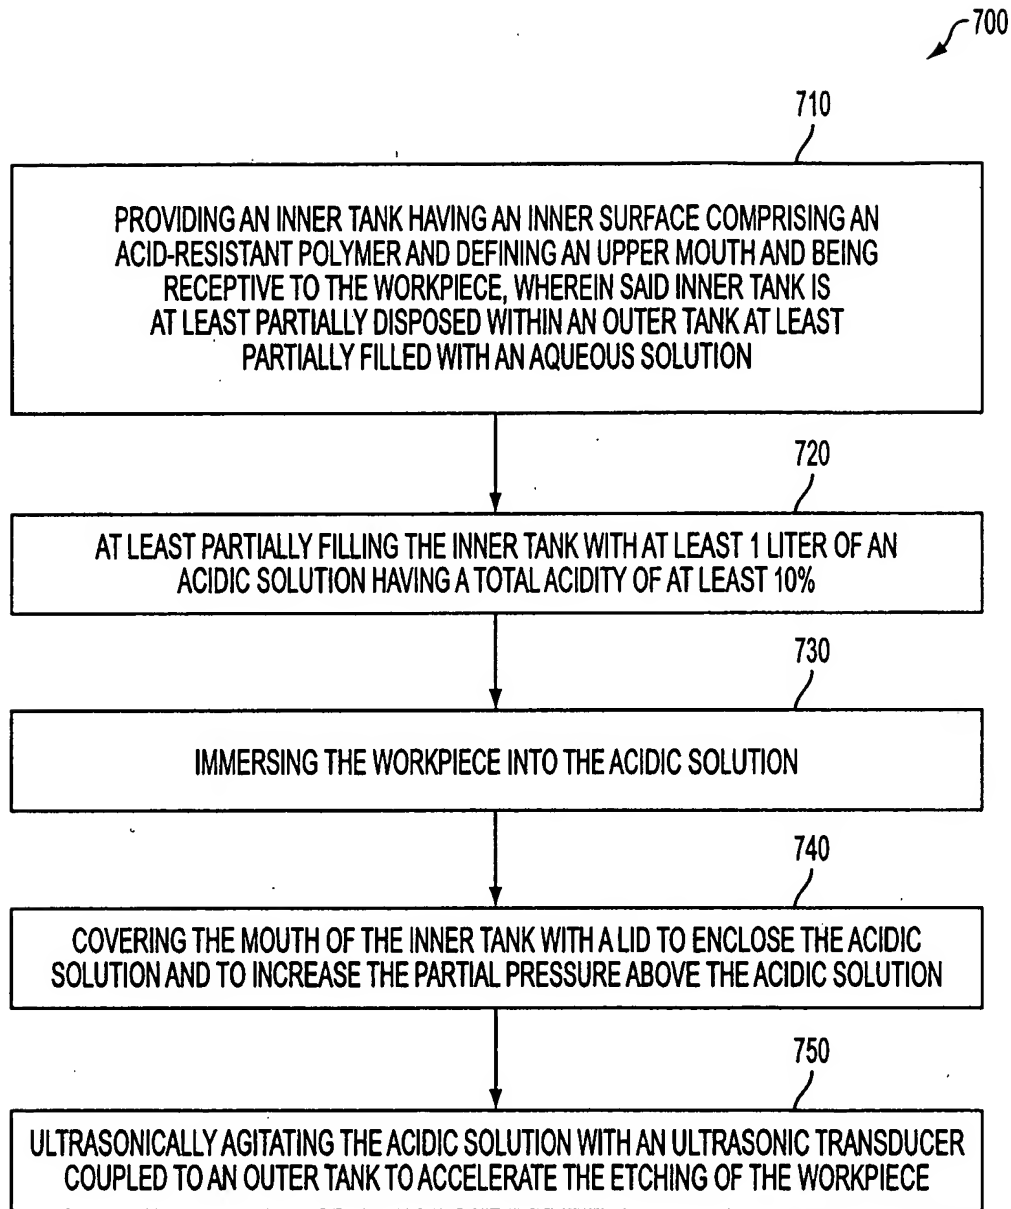 700
710
PROVIDING AN INNER TANK HAVING AN INNER SURFACE COMPRISING AN
ACID-RESISTANT POLYMER AND DEFINING AN UPPER MOUTH AND BEING
RECEPTIVE TO THE WORKPIECE, WHEREIN SAID INNER TANK IS
AT LEAST PARTIALLY DISPOSED WITHIN AN OUTER TANK AT LEAST
PARTIALLY FILLED WITH AN AQUEOUS SOLUTION
720
AT LEAST PARTIALLY FILLING THE INNER TANK WITH AT LEAST 1 LITER OF AN
ACIDIC SOLUTION HAVING A TOTAL ACIDITY OF AT LEAST 10%
730
IMMERSING THE WORKPIECE INTO THE ACIDIC SOLUTION
740
COVERING THE MOUTH OF THE INNER TANK WITH A LID TO ENCLOSE THE ACIDIC
SOLUTION AND TO INCREASE THE PARTIAL PRESSURE ABOVE THE ACIDIC SOLUTION
750
ULTRASONICALLY AGITATING THE ACIDIC SOLUTION WITH AN ULTRASONIC TRANSDUCER
COUPLED TO AN OUTER TANK TO ACCELERATE THE ETCHING OF THE WORKPIECE